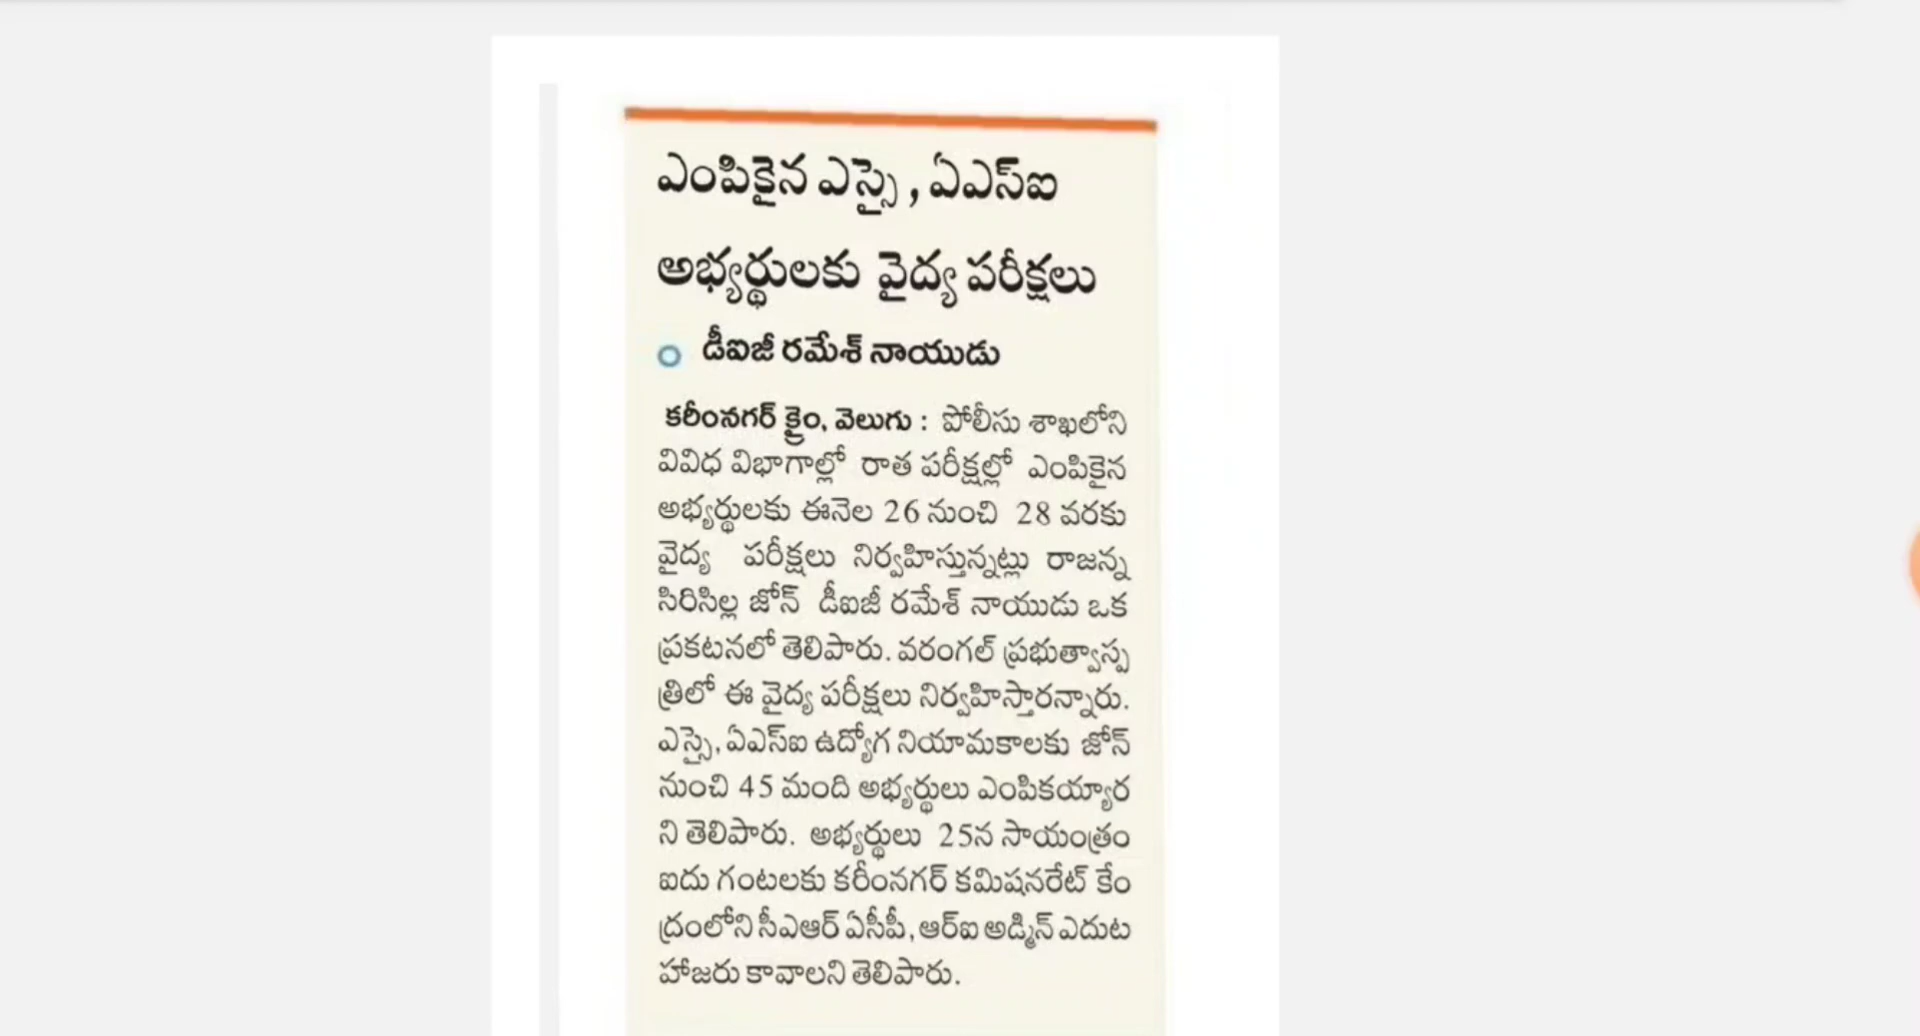 ఎంపికైన ఎస్సై, ఏఎస్ఐ
అభ్యర్థులకు వైద్య పరీక్షలు
డీఐజీ రమేశ్ నాయుడు
కరీంనగర్ క్రైం, వెలుగు : పోలీసు శాఖలోని
వివిధ విభాగాల్లో రాత పరీక్షల్లో ఎంపికైన
అభ్యర్థులకు ఈనెల 26 నుంచి 28 వరకు
వైద్య పరీక్షలు నిర్వహిస్తున్నట్లు రాజన్న
సిరిసిల్ల జోన్ డీఐజీ రమేశ్ నాయుడు ఒక
ప్రకటనలో తెలిపారు. వరంగల్ ప్రభుత్వాస్ప
త్రిలో ఈ వైద్య పరీక్షలు నిర్వహిస్తారన్నారు.
ఎస్సై, ఏఎస్ఐ ఉద్యోగ నియామకాలకు జోన్
నుంచి 45 మంది అభ్యర్థులు ఎంపికయ్యార
ని తెలిపారు. అభ్యర్థులు 25న సాయంత్రం
ఐదు గంటలకు కరీంనగర్ కమిషనరేట్ కేం
ద్రంలోని సీఎఆర్ ఏసీపీ, ఆర్ఐ అడ్మిన్ ఎదుట
హాజరు కావాలని తెలిపారు.